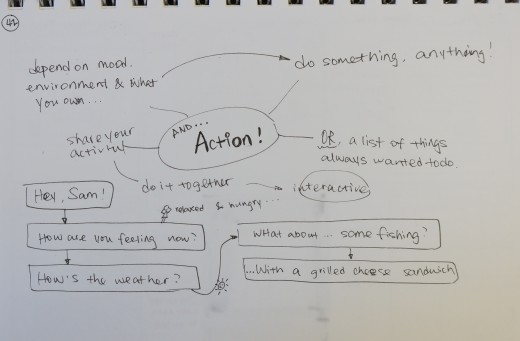 42
depend on mood.
environment & what
you own...
do something, anything!
AND...
Action!
share your
activity
OR, a list of things
always wanted to do.
do it together
interactive
Hey, Sam!
relaxed & hungry...
How are you feeling now?
What about... some fishing?
How's the weather?
...With a grilled cheese sandwich